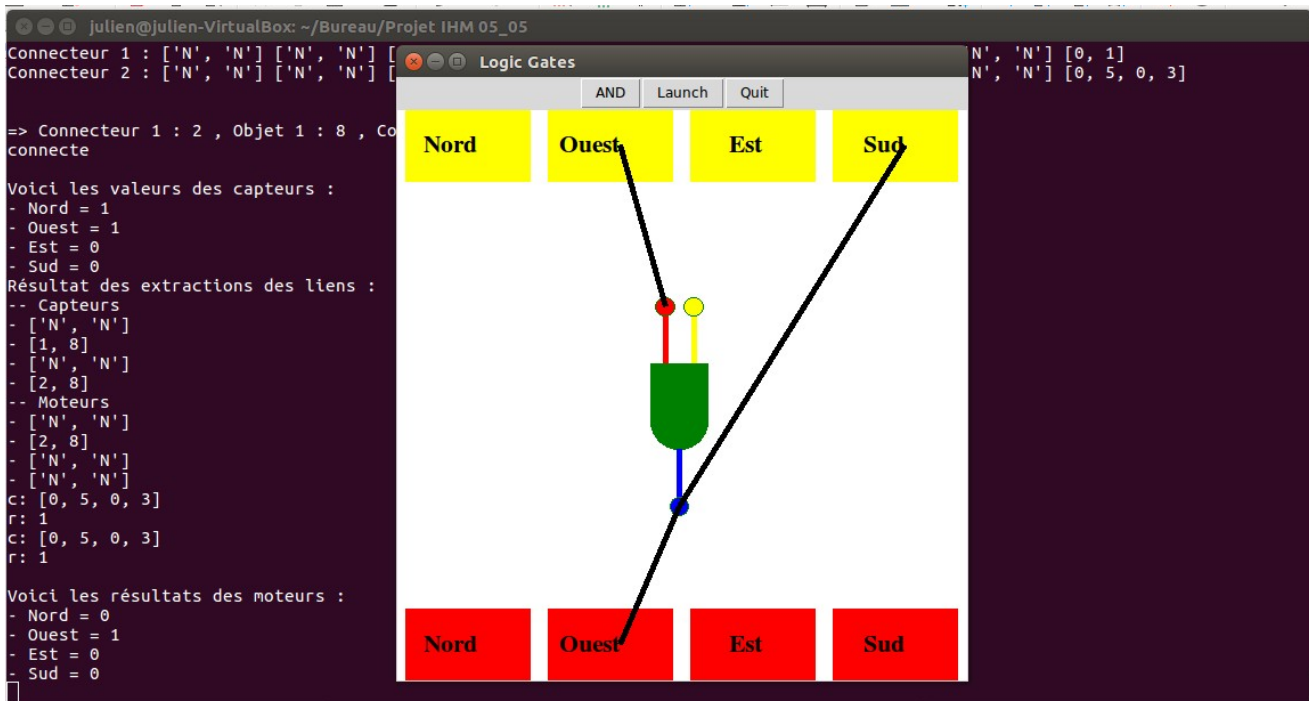 julien@julien-VirtualBox: ~/Bureau/Projet IHM 05_05
Connecteur 1 : ['N', 'N'] ['N', 'N'] [
N', 'N'] [0, 1]
Connecteur 2 : ['N', 'N'] ['N', 'N'] [
N', 'N'] [0, 5, 0, 3]
=> Connecteur 1 : 2 , Objet 1 : 8 , Co
connecte
Voici les valeurs des capteurs :
- Nord = 1
- Ouest = 1
- Est = 0
- Sud = 0
Résultat des extractions des liens :
-- Capteurs
- ['N', 'N']
- [1, 8]
- ['N', 'N']
- [2, 8]
-- Moteurs
- ['N', 'N']
- [2, 8]
- ['N', 'N']
- ['N', 'N']
c: [0, 5, 0, 3]
r: 1
c: [0, 5, 0, 3]
r: 1
Voici les résultats des moteurs :
- Nord = 0
- Ouest = 1
- Est = 0
- Sud = 0
Logic Gates
AND Launch Quit
Nord Ouest Est Sud
Nord Ouest Est Sud